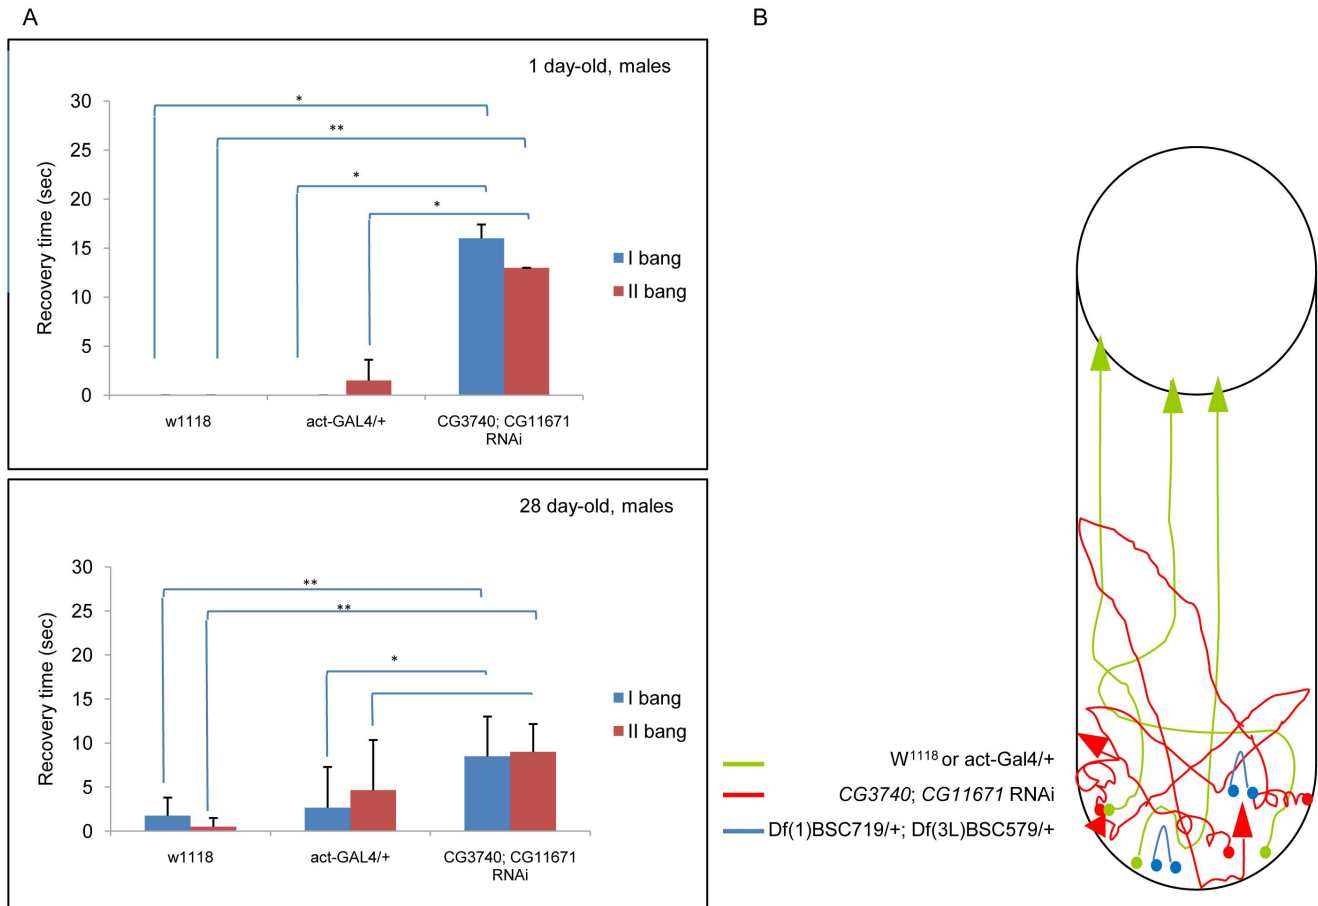 A
1 day-old, males
Recovery time (sec)
30
25
20
15
10
5
0
*
**
*
*
w1118
act-GAL4/+
CG3740; CG11671
RNAi
I bang
II bang
28 day-old, males
Recovery time (sec)
30
25
20
15
10
5
0
**
**
*
w1118
act-GAL4/+
CG3740; CG11671
RNAi
I bang
II bang
B
W1118 or act-Gal4/+
CG3740; CG11671 RNAi
Df(1)BSC719/+; Df(3L)BSC579/+